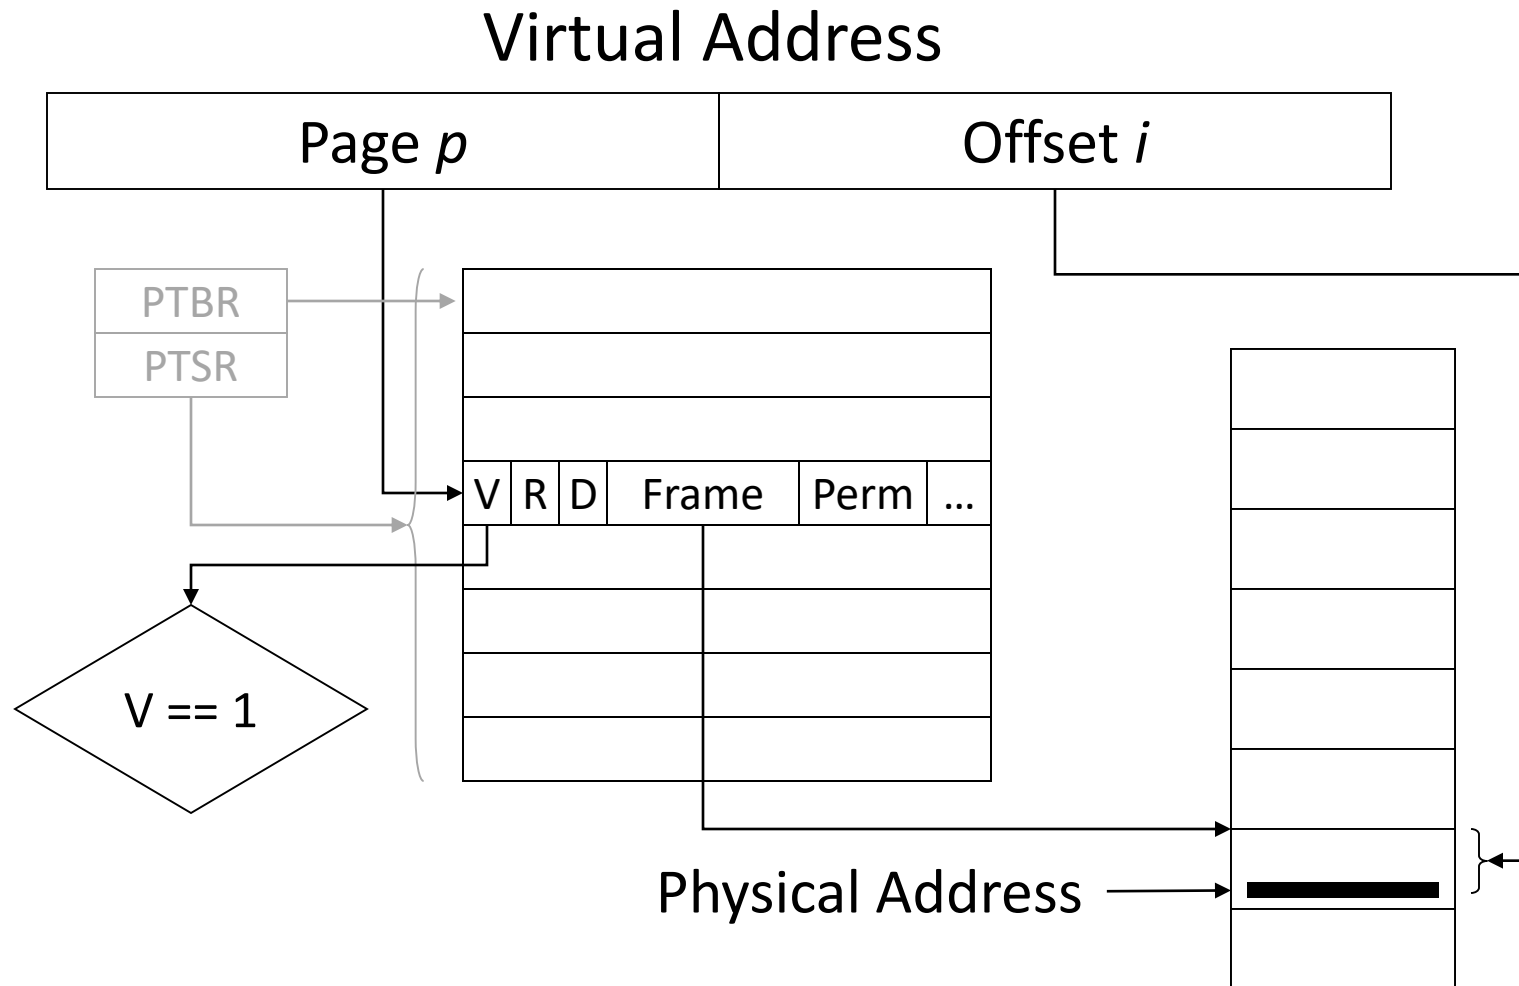 Virtual Address
Page p
Offset i
PTBR
PTSR
V R D Frame Perm ...
V == 1
Physical Address